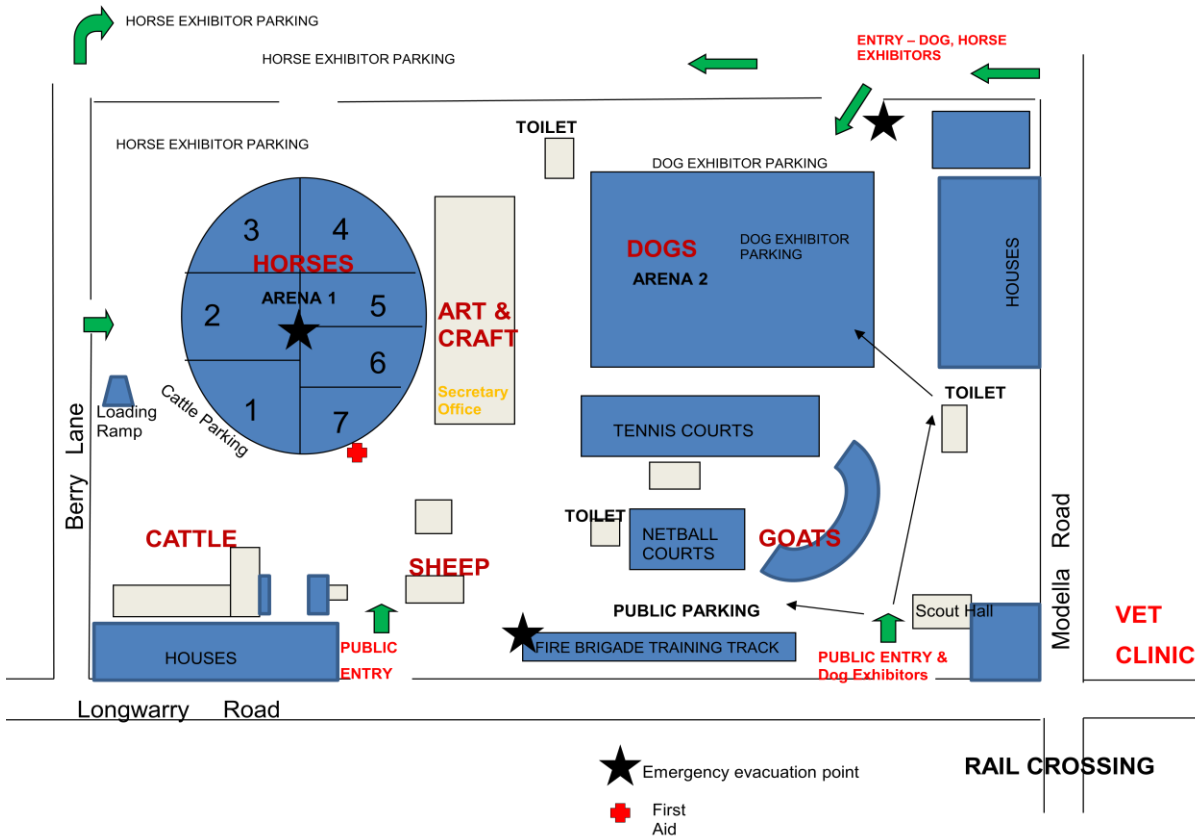 HORSE EXHIBITOR PARKING
HORSE EXHIBITOR PARKING
ENTRY – DOG, HORSE
EXHIBITORS
HORSE EXHIBITOR PARKING
TOILET
DOG EXHIBITOR PARKING
3
4
HORSES
ARENA 1
2
5
6
1
7
ART &
CRAFT
Secretary
Office
DOGS
ARENA 2
DOG EXHIBITOR
PARKING
HOUSES
Loading
Ramp
Cattle Parking
TOILET
TENNIS COURTS
Berry Lane
CATTLE
SHEEP
TOILET
NETBALL
COURTS
GOATS
Modella Road
PUBLIC PARKING
Scout Hall
HOUSES
PUBLIC
ENTRY
FIRE BRIGADE TRAINING TRACK
PUBLIC ENTRY &
Dog Exhibitors
VET
CLINIC
Longwarry Road
Emergency evacuation point
RAIL CROSSING
First
Aid